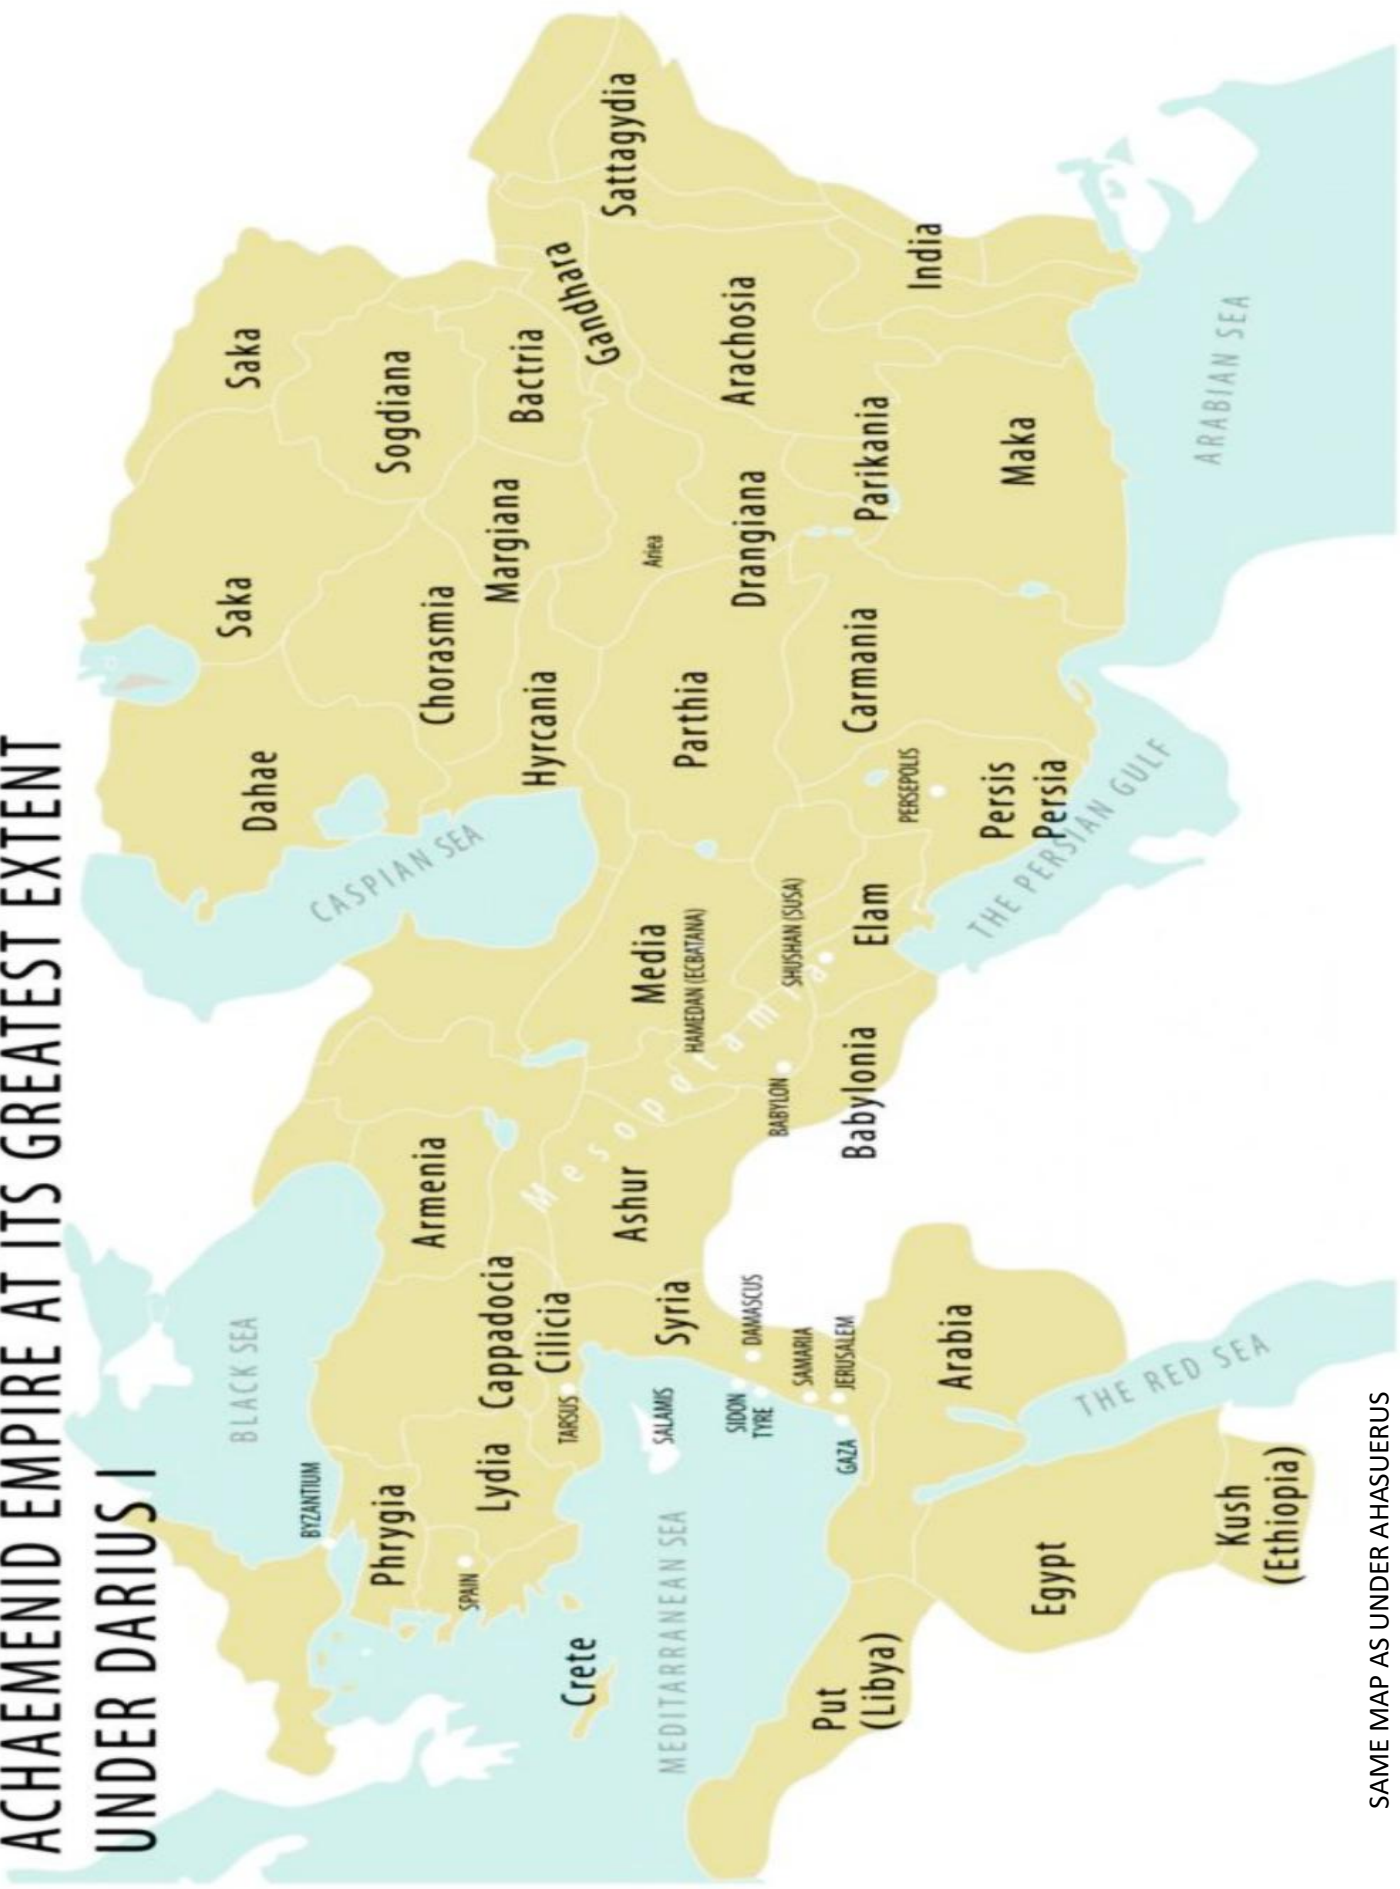 ACHAEMENID EMPIRE AT ITS GREATEST EXTENT
UNDER DARIUS I
BLACK SEA
BYZANTIUM
Phrygia
SPAIN
Lydia
Cappadocia
Armenia
TARSUS
Cilicia
Crete
MEDITARRANEAN SEA
SALAMIS
Syria
Ashur
Mesopotamia
SIDON
TYRE
DAMASCUS
SAMARIA
JERUSALEM
GAZA
Put
(Libya)
Egypt
Arabia
THE RED SEA
Kush
(Ethiopia)
CASPIAN SEA
Dahae
Saka
Saka
Sogdiana
Chorasmia
Margiana
Bactria
Gandhara
Sattagydia
Hyrcania
Parthia
Ariea
Media
HAMEDAN (ECBATANA)
BABYLON
Babylonia
SHUSHAN (SUSA)
Elam
PERSEPOLIS
Persis
Persia
THE PERSIAN GULF
Carmania
Drangiana
Arachosia
Parikania
Maka
India
ARABIAN SEA
SAME MAP AS UNDER AHASUERUS